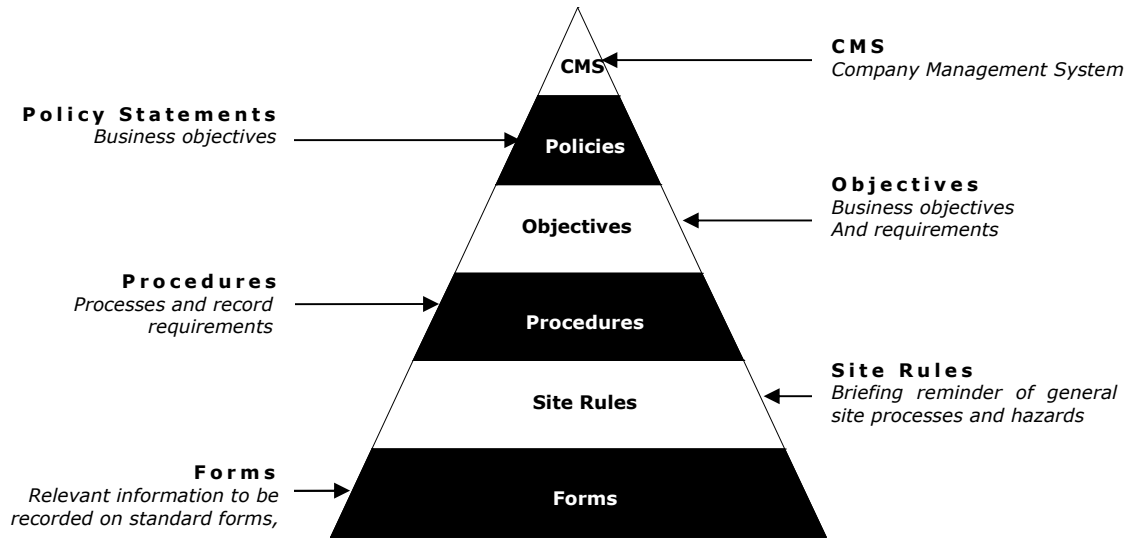 CMS
Company Management System
CMS
Policy Statements
Business objectives
Policies
Objectives
Business objectives
And requirements
Objectives
Procedures
Processes and record
requirements
Procedures
Site Rules
Briefing reminder of general
site processes and hazards
Site Rules
Forms
Relevant information to be
recorded on standard forms,
Forms